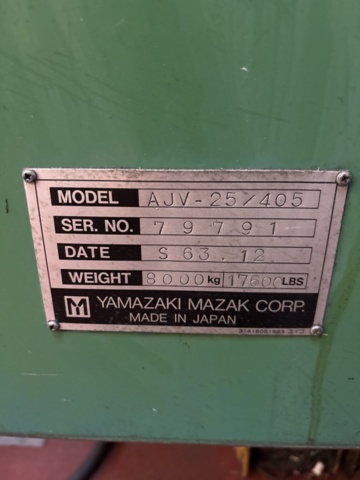 MODEL AJV-25/405
SER. NO. 79791
DATE S 63.12
WEIGHT 8000 kg 17600 LBS
M YAMAZAKI MAZAK CORP.
MADE IN JAPAN